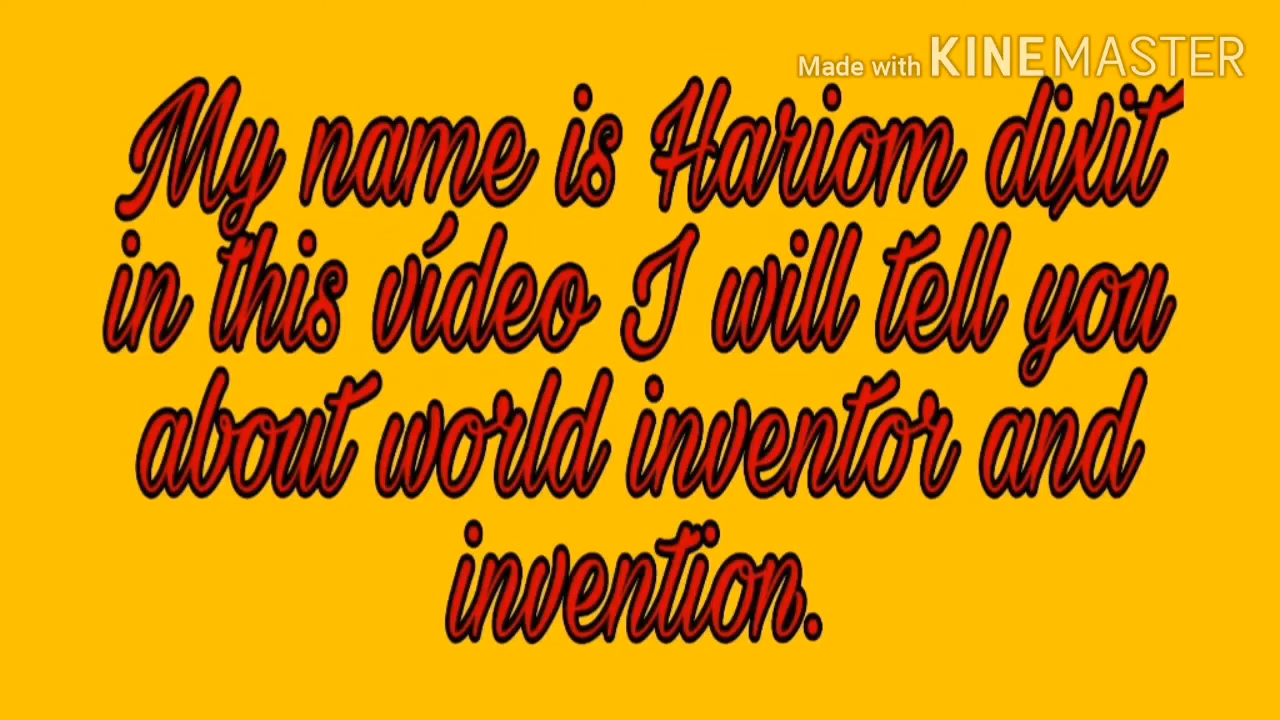 Made with KINEMASTER
My name is Hariom dixit
in this video I will tell you
about world inventor and
invention.